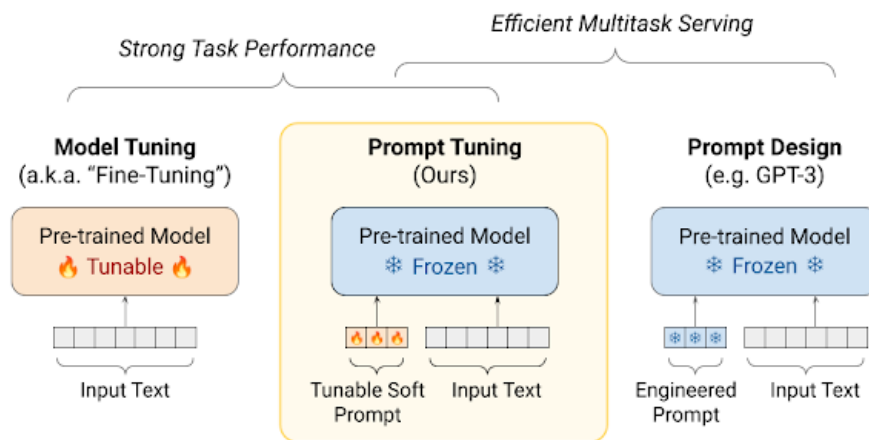 Efficient Multitask Serving
Strong Task Performance
Model Tuning
(a.k.a. “Fine-Tuning”)
Pre-trained Model
Tunable
Input Text
Prompt Tuning
(Ours)
Pre-trained Model
Frozen
Tunable Soft
Prompt
Input Text
Prompt Design
(e.g. GPT-3)
Pre-trained Model
Frozen
Engineered
Prompt
Input Text